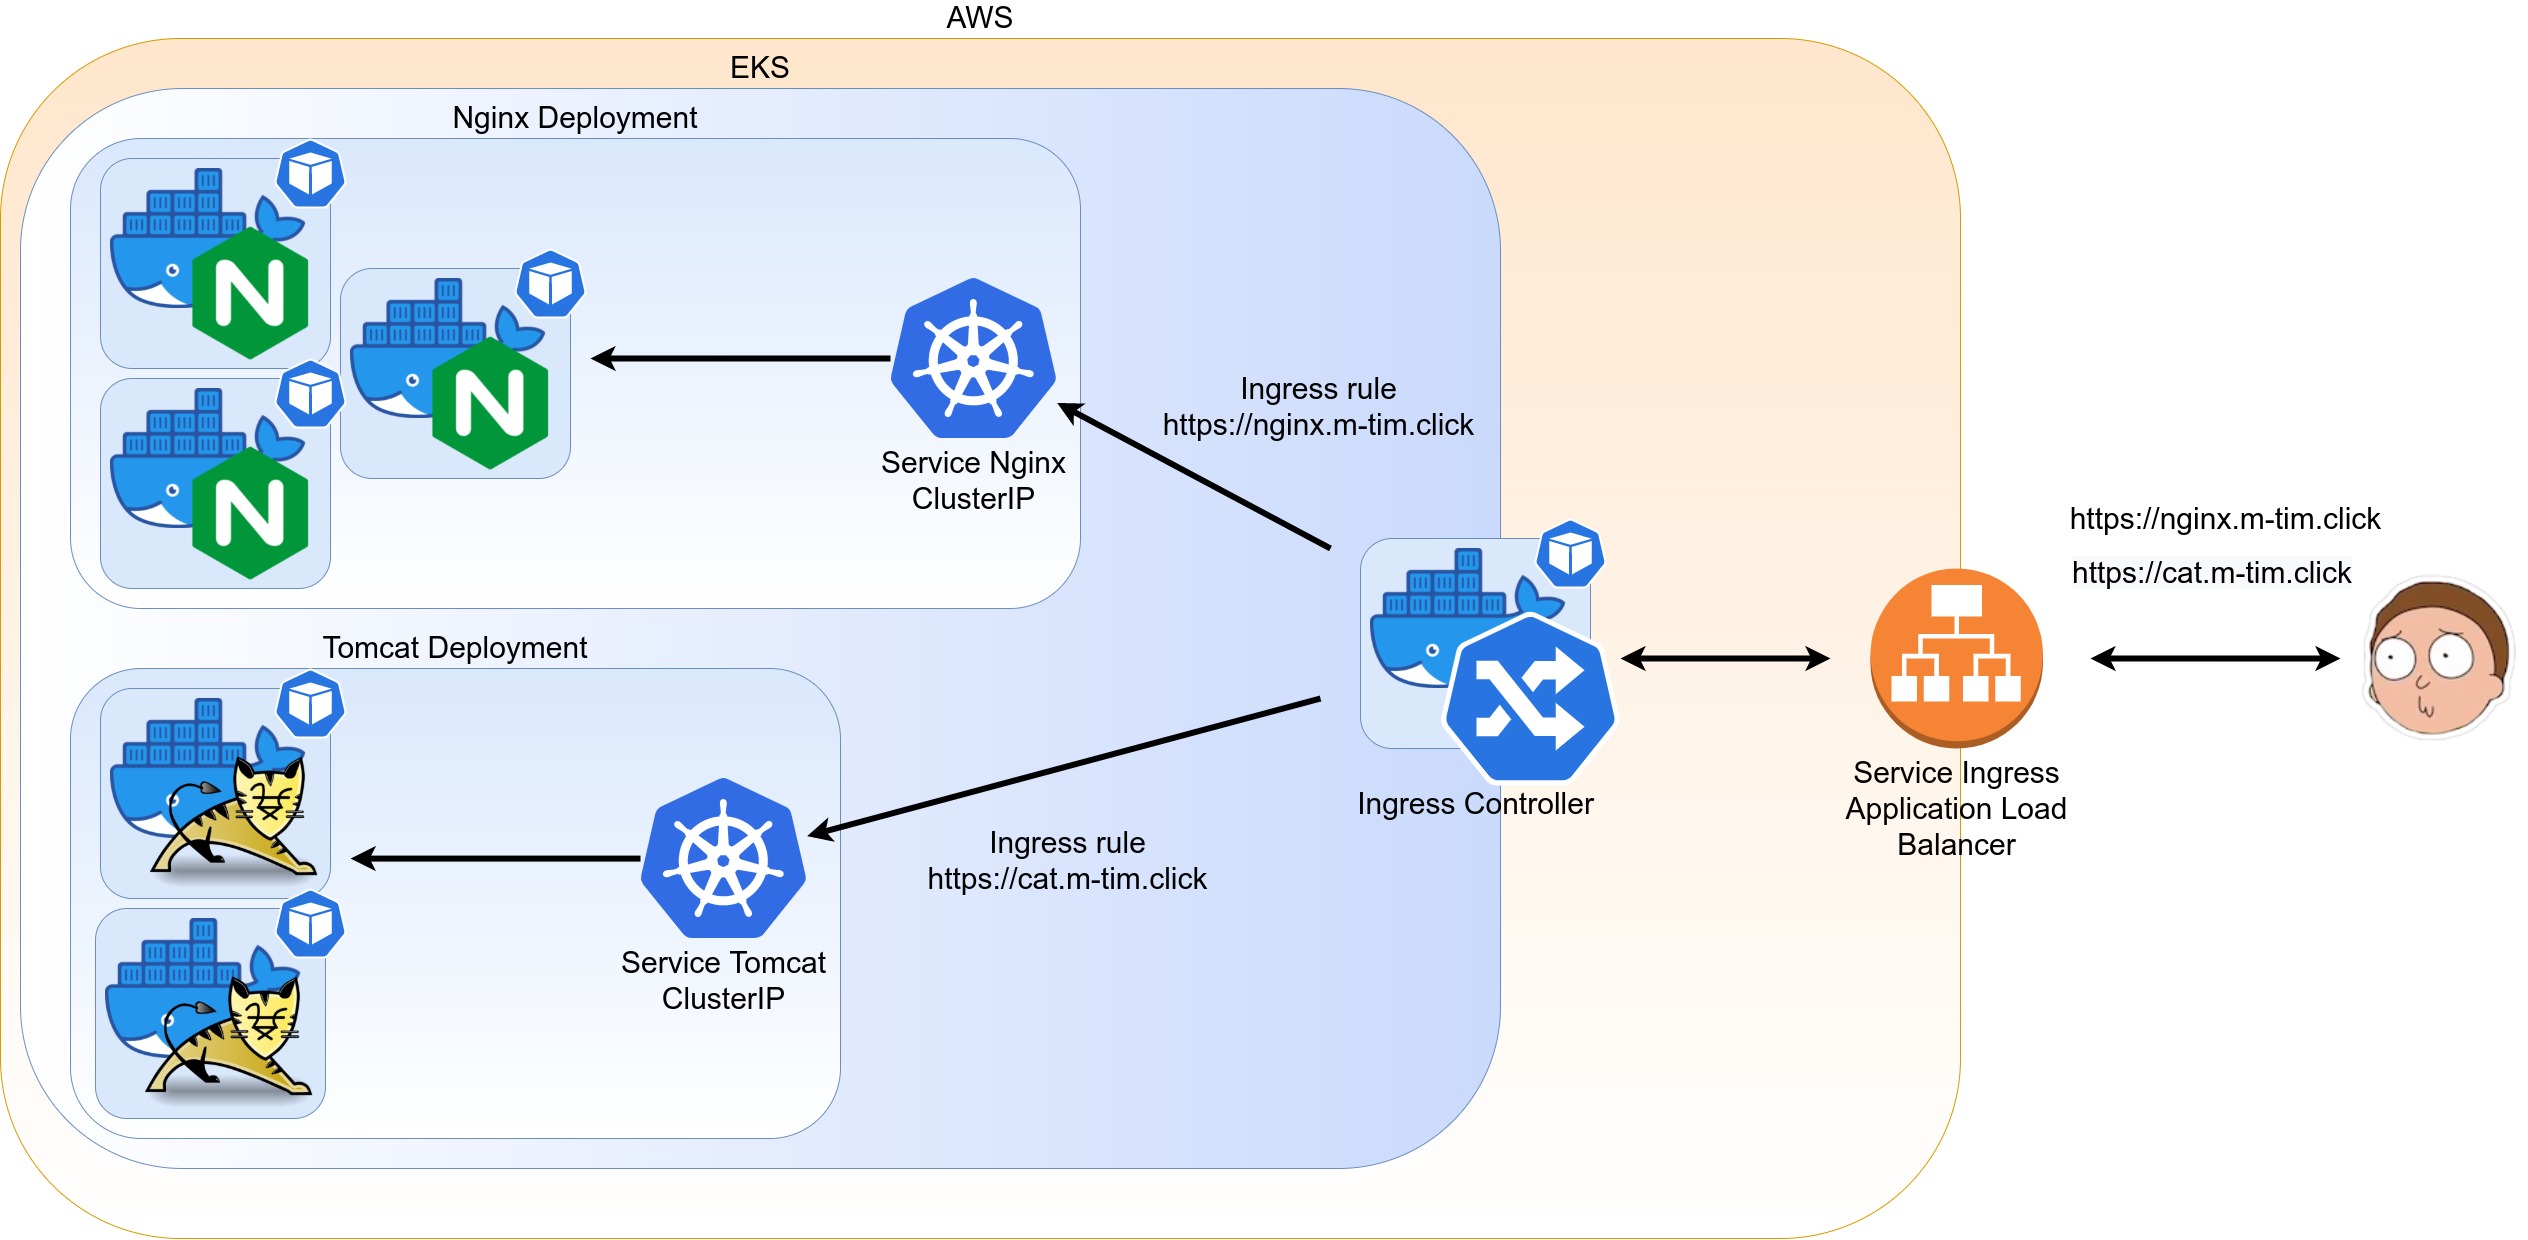 AWS
EKS
Nginx Deployment
N
N
N
Service Nginx
ClusterIP
Ingress rule
https://nginx.m-tim.click
Tomcat Deployment
Service Tomcat
ClusterIP
Ingress rule
https://cat.m-tim.click
Ingress Controller
Service Ingress
Application Load
Balancer
https://nginx.m-tim.click
https://cat.m-tim.click